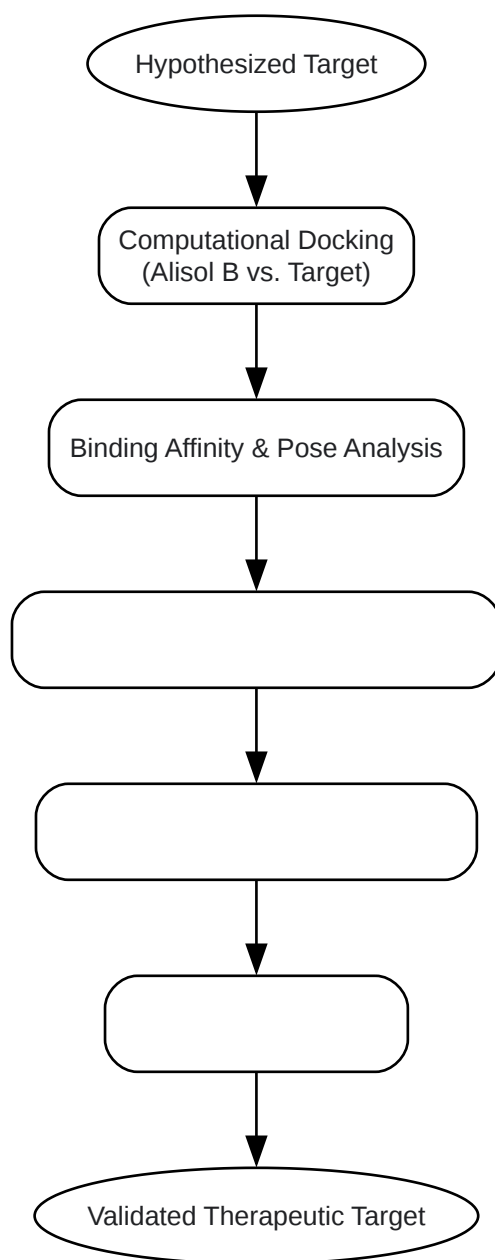 Hypothesized Target
Computational Docking
(Alisol B vs. Target)
Binding Affinity & Pose Analysis
Validated Therapeutic Target